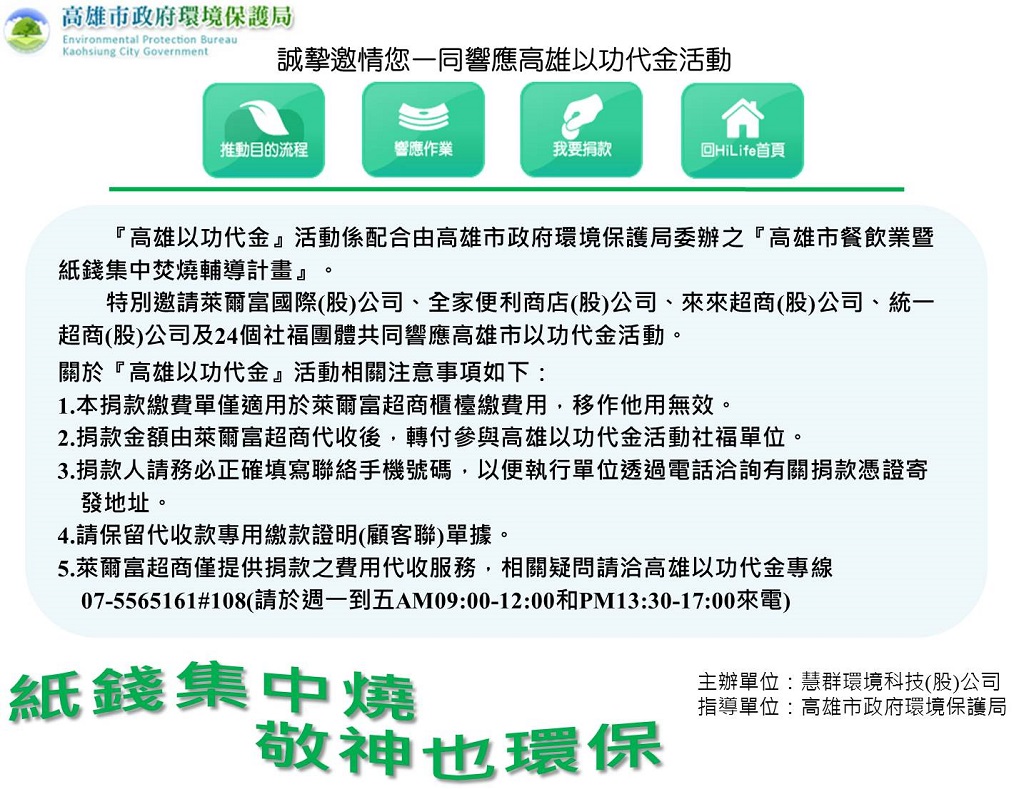 高雄市政府環境保護局
Environmental Protection Bureau
Kaohsiung City Government
誠摯邀情您一同響應高雄以功代金活動
推動目的流程
響應作業
我要捐款
回HiLife首頁
『高雄以功代金』活動係配合由高雄市政府環境保護局委辦之『高雄市餐飲業暨
紙錢集中焚燒輔導計畫』。
特別邀請萊爾富國際(股)公司、全家便利商店(股)公司、來來超商(股)公司、統一
超商(股)公司及24個社福團體共同響應高雄市以功代金活動。
關於『高雄以功代金』活動相關注意事項如下：
1.本捐款繳費單僅適用於萊爾富超商櫃檯繳費用，移作他用無效。
2.捐款金額由萊爾富超商代收後，轉付參與高雄以功代金活動社福單位。
3.捐款人請務必正確填寫聯絡手機號碼，以便執行單位透過電話洽詢有關捐款憑證寄
發地址。
4.請保留代收款專用繳款證明(顧客聯)單據。
5.萊爾富超商僅提供捐款之費用代收服務，相關疑問請洽高雄以功代金專線
07-5565161#108(請於週一到五AM09:00-12:00和PM13:30-17:00來電)
紙錢集中燒
敬神也環保
主辦單位：慧群環境科技(股)公司
指導單位：高雄市政府環境保護局